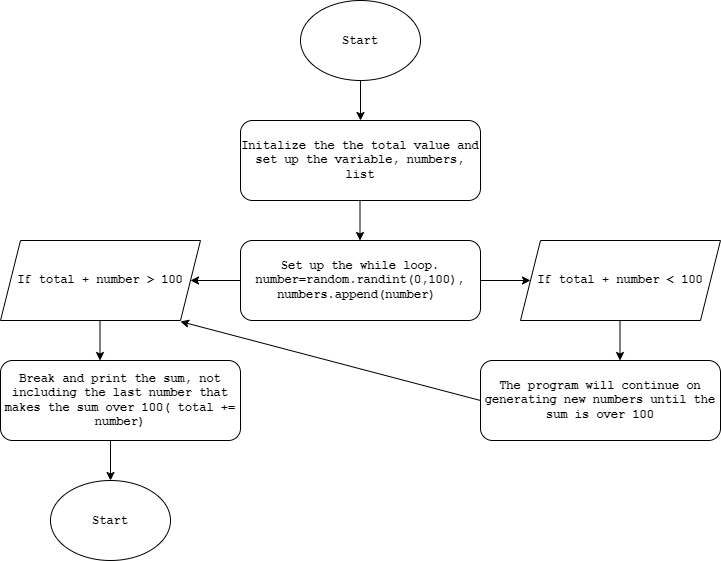 Start
Initalize the the total value and
set up the variable, numbers,
list
If total + number > 100
Set up the while loop.
number=random.randint(0,100),
numbers.append(number)
If total + number < 100
Break and print the sum, not
including the last number that
makes the sum over 100( total +=
number)
The program will continue on
generating new numbers until the
sum is over 100
Start